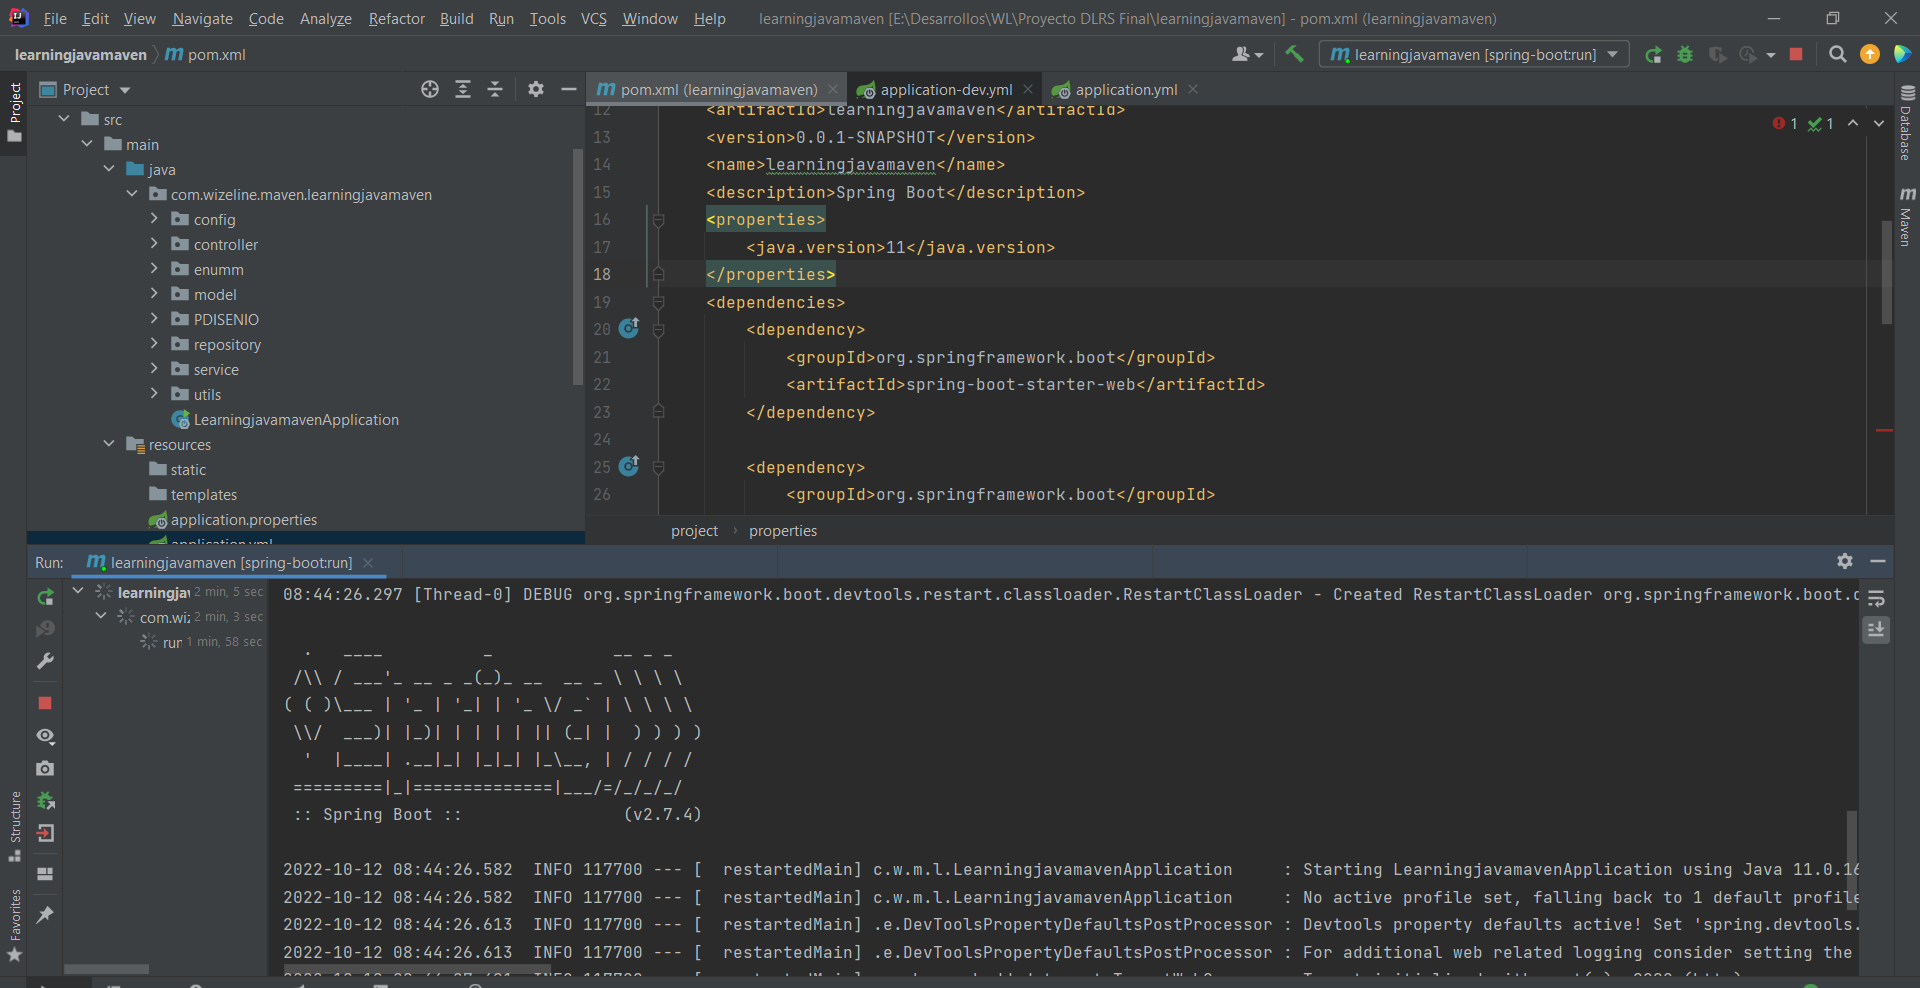 File Edit View Navigate Code Analyze Refactor Build Run Tools VCS Window Help learningjavamaven [E:\Desarrollos\WL\Proyecto DLRS Final\learningjavamaven] - pom.xml (learningjavamaven)
learningjavamaven pom.xml learningjavamaven [spring-boot:run]
Project
Project
pom.xml (learningjavamaven) application-dev.yml application.yml
src
main
java
com.wizeline.maven.learningjavamaven
config
controller
enumm
model
PDISENIO
repository
service
utils
LearningjavamavenApplication
resources
static
templates
application.properties
application.yml
12 <artifactId>learningjavamaven</artifactId>
13 <version>0.0.1-SNAPSHOT</version>
14 <name>learningjavamaven</name>
15 <description>Spring Boot</description>
16 <properties>
17 <java.version>11</java.version>
18 </properties>
19 <dependencies>
20 <dependency>
21 <groupId>org.springframework.boot</groupId>
22 <artifactId>spring-boot-starter-web</artifactId>
23 </dependency>
24
25 <dependency>
26 <groupId>org.springframework.boot</groupId>
1 1
project properties
Database
Maven
Run: learningjavamaven [spring-boot:run]
learningja 2 min, 5 sec
com.wiz 2 min, 3 sec
run 1 min, 58 sec
08:44:26.297 [Thread-0] DEBUG org.springframework.boot.devtools.restart.classloader.RestartClassLoader - Created RestartClassLoader org.springframework.boot.d
  .   ____          _            __ _ _
 /\\ / ___'_ __ _ _(_)_ __  __ _ \ \ \ \
( ( )\___ | '_ | '_| | '_ \/ _` | \ \ \ \
 \\/  ___)| |_)| | | | | || (_| |  ) ) ) )
  '  |____| .__|_| |_|_| |_\__, | / / / /
 =========|_|==============|___/=/_/_/_/
:: Spring Boot :: (v2.7.4)
2022-10-12 08:44:26.582 INFO 117700 --- [ restartedMain] c.w.m.l.LearningjavamavenApplication : Starting LearningjavamavenApplication using Java 11.0.16
2022-10-12 08:44:26.582 INFO 117700 --- [ restartedMain] c.w.m.l.LearningjavamavenApplication : No active profile set, falling back to 1 default profile
2022-10-12 08:44:26.613 INFO 117700 --- [ restartedMain] .e.DevToolsPropertyDefaultsPostProcessor : Devtools property defaults active! Set 'spring.devtools.
2022-10-12 08:44:26.613 INFO 117700 --- [ restartedMain] .e.DevToolsPropertyDefaultsPostProcessor : For additional web related logging consider setting the
Structure
Favorites